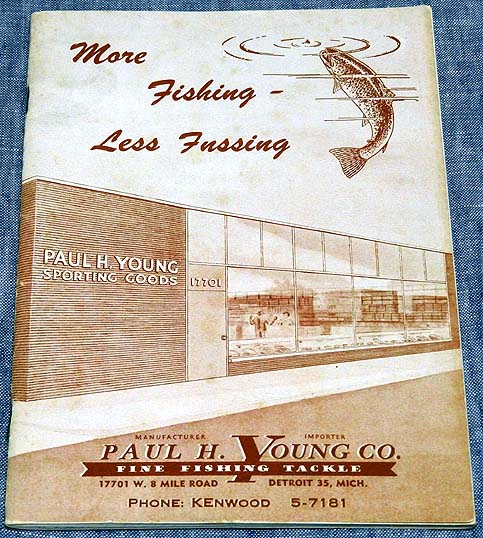 More
Fishing -
Less Fussing
PAUL H. YOUNG
SPORTING GOODS
17701
MANUFACTURER IMPORTER
PAUL H. YOUNG CO.
FINE FISHING TACKLE
17701 W. 8 MILE ROAD DETROIT 35, MICH.
PHONE: KENWOOD 5-7181